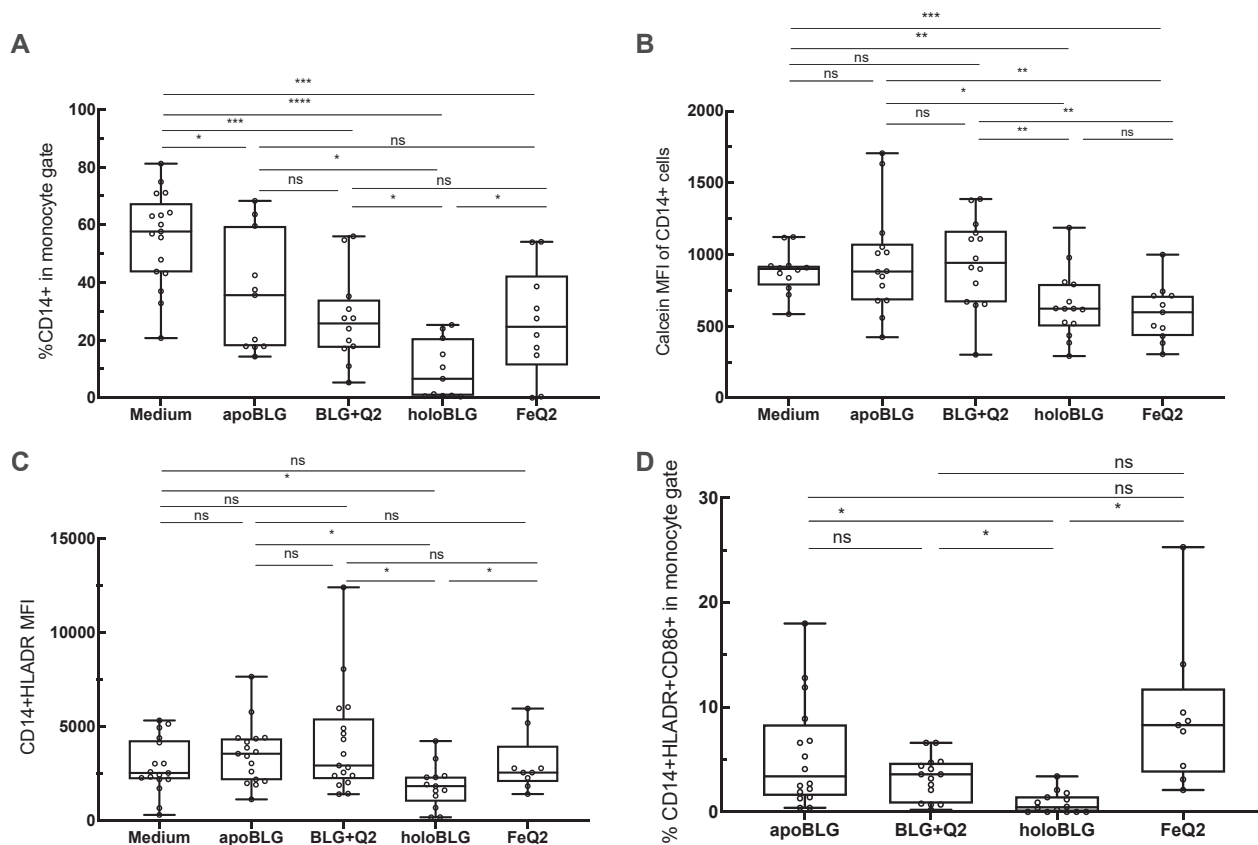 A
***
****
***
*
ns
*
ns
ns
*
*
%CD14+ in monocyte gate
100
80
60
40
20
0
Medium apoBLG BLG+Q2 holoBLG FeQ2
B
***
**
ns
ns
**
*
ns
**
**
ns
Calcein MFI of CD14+ cells
2000
1500
1000
500
0
Medium apoBLG BLG+Q2 holoBLG FeQ2
C
ns
*
ns
ns
ns
*
ns
ns
*
*
CD14+HLADR MFI
15000
10000
5000
0
Medium apoBLG BLG+Q2 holoBLG FeQ2
D
ns
ns
*
*
ns
*
% CD14+HLADR+CD86+ in monocyte gate
30
20
10
0
apoBLG BLG+Q2 holoBLG FeQ2